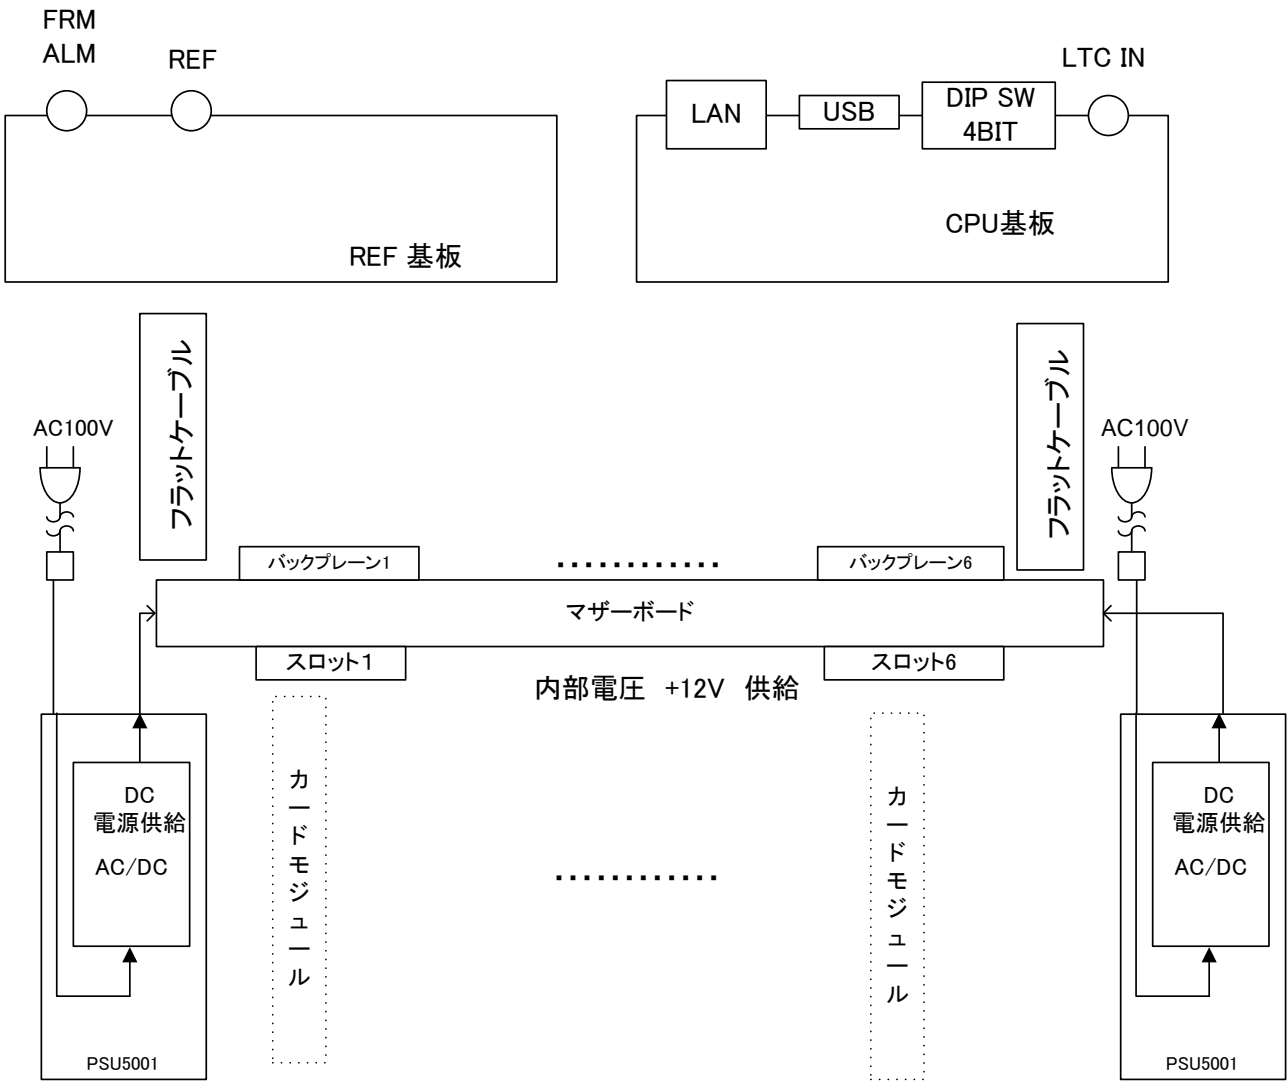 FRM
ALM
REF
LTC IN
LAN
USB
DIP SW
4BIT
REF 基板
CPU基板
フラットケーブル
フラットケーブル
AC100V
AC100V
バックプレーン1
............
バックプレーン6
マザーボード
スロット1
スロット6
内部電圧 +12V 供給
DC
電源供給
AC/DC
PSU5001
カードモジュール
............
カードモジュール
DC
電源供給
AC/DC
PSU5001